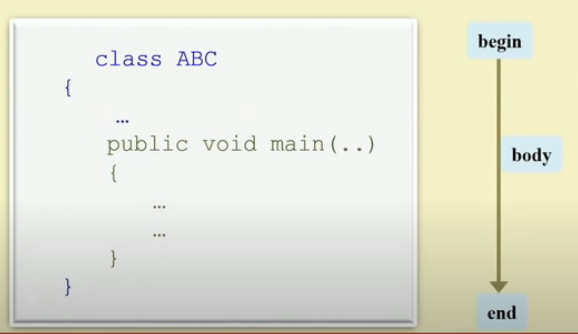 class ABC
{
…
public void main(..)
{
…
…
}
}
begin
body
end